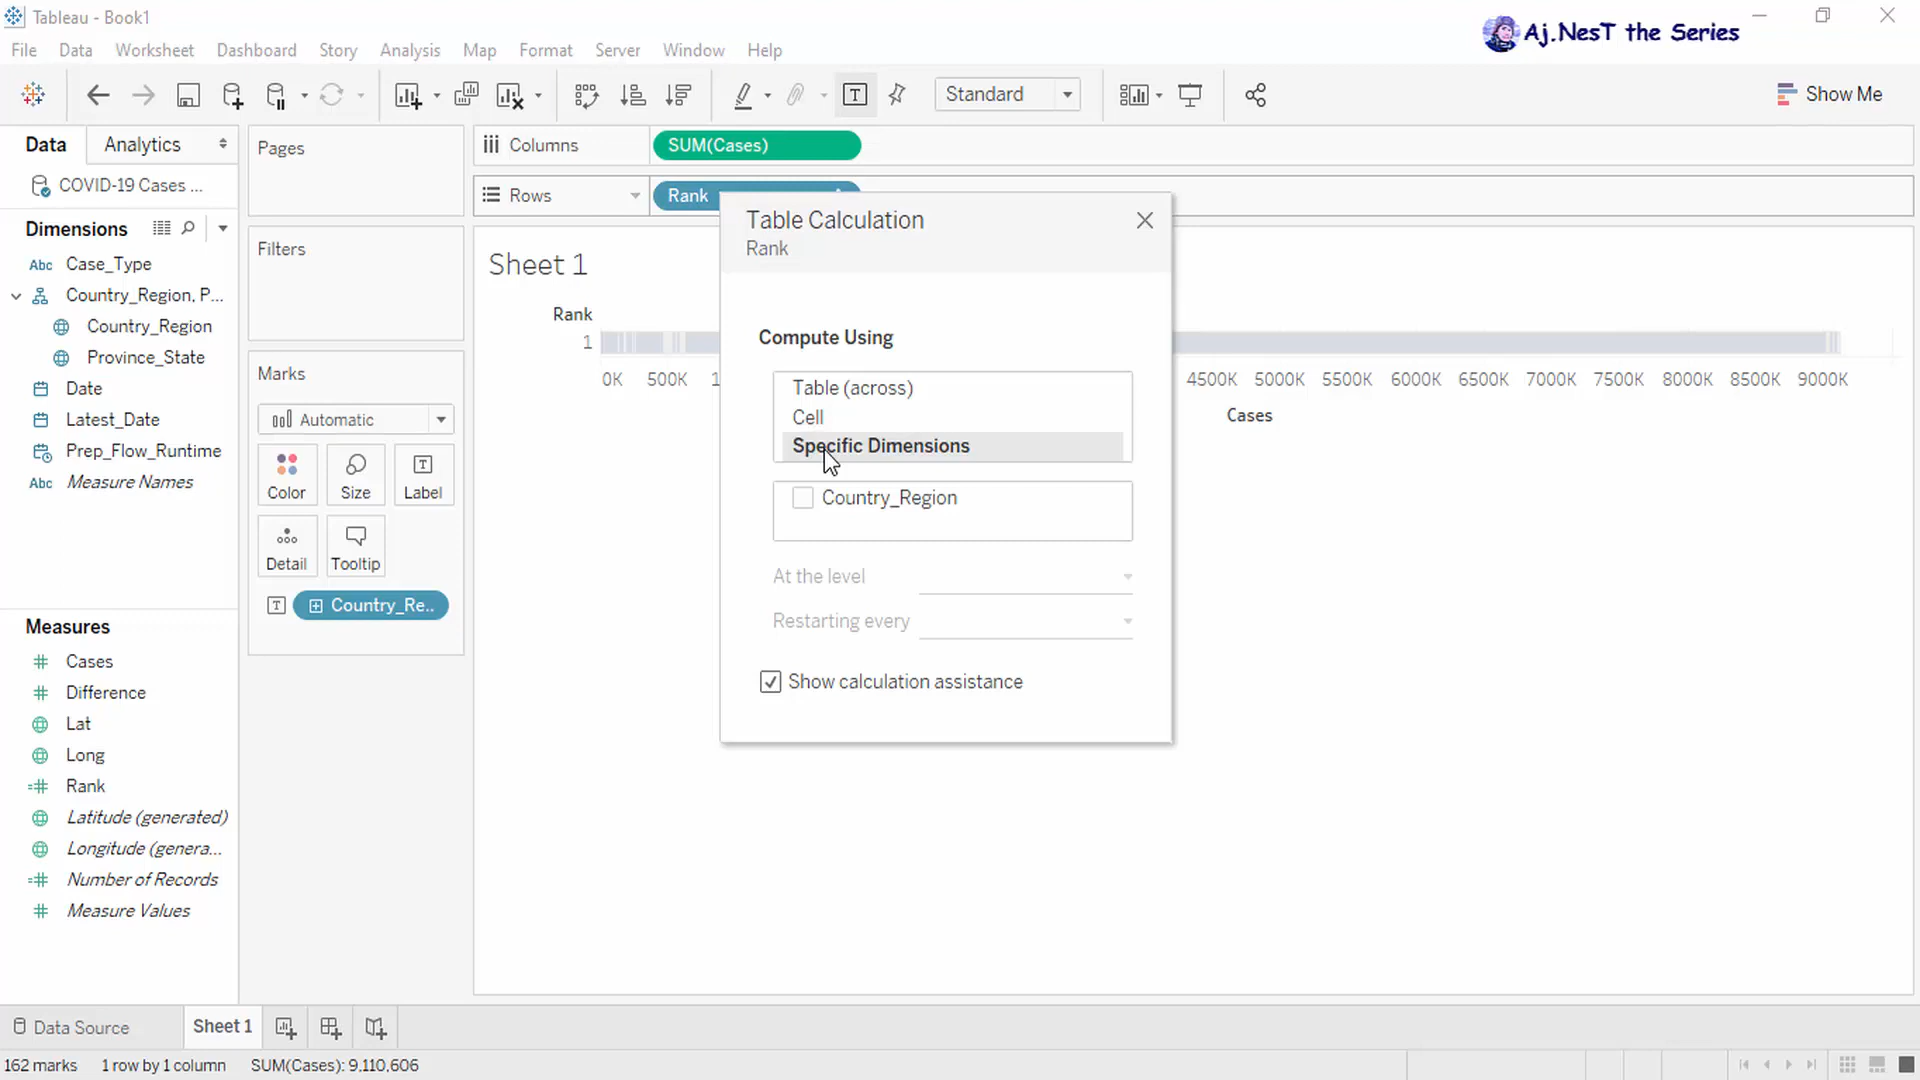 Tableau - Book1
Aj.NesT the Series
File Data Worksheet Dashboard Story Analysis Map Format Server Window Help
Standard
Show Me
Data
Analytics
COVID-19 Cases ...
Dimensions
Abc Case_Type
Country_Region, P...
Country_Region
Province_State
Date
Latest_Date
Prep_Flow_Runtime
Abc Measure Names
Measures
Cases
Difference
Lat
Long
Rank
Latitude (generated)
Longitude (genera...
Number of Records
Measure Values
Pages
Filters
Marks
Automatic
Color Size Label
Detail Tooltip
Country_Re..
Columns SUM(Cases)
Rows Rank
Sheet 1
Rank
1
0K 500K 1
4500K 5000K 5500K 6000K 6500K 7000K 7500K 8000K 8500K 9000K
Cases
Table Calculation
Rank
Compute Using
Table (across)
Cell
Specific Dimensions
Country_Region
At the level
Restarting every
Show calculation assistance
Data Source Sheet 1
162 marks 1 row by 1 column SUM(Cases): 9,110,606